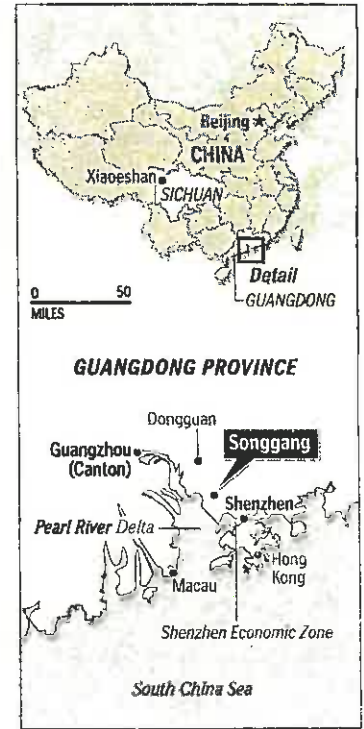 Beijing
CHINA
Xiaoeshan
SICHUAN
Detail
GUANGDONG
0 50
MILES
GUANGDONG PROVINCE
Dongguan
Guangzhou
(Canton)
Songgang
Shenzhen
Pearl River Delta
Hong
Kong
Macau
Shenzhen Economic Zone
South China Sea